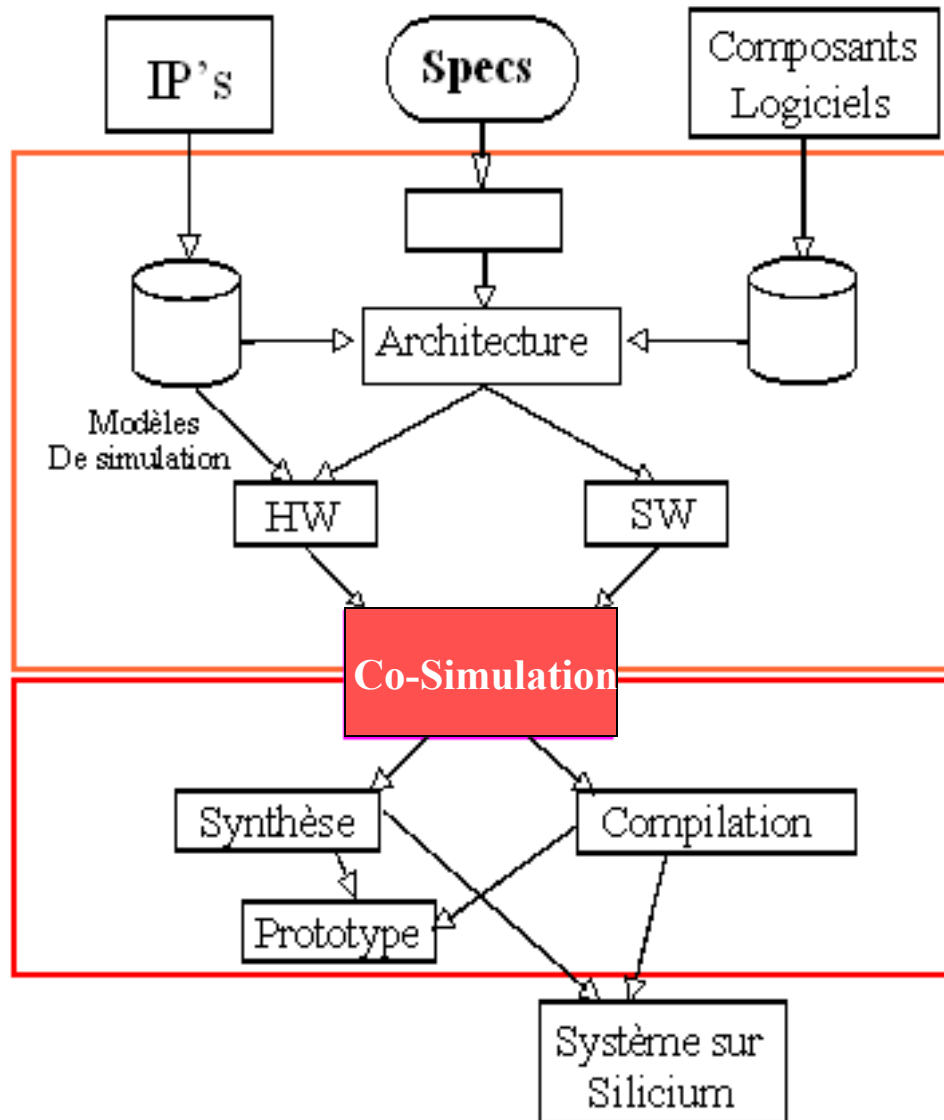 IP's
Specs
Composants
Logiciels
Architecture
Modèles
De simulation
HW
SW
Co-Simulation
Synthèse
Compilation
Prototype
Système sur
Silicium